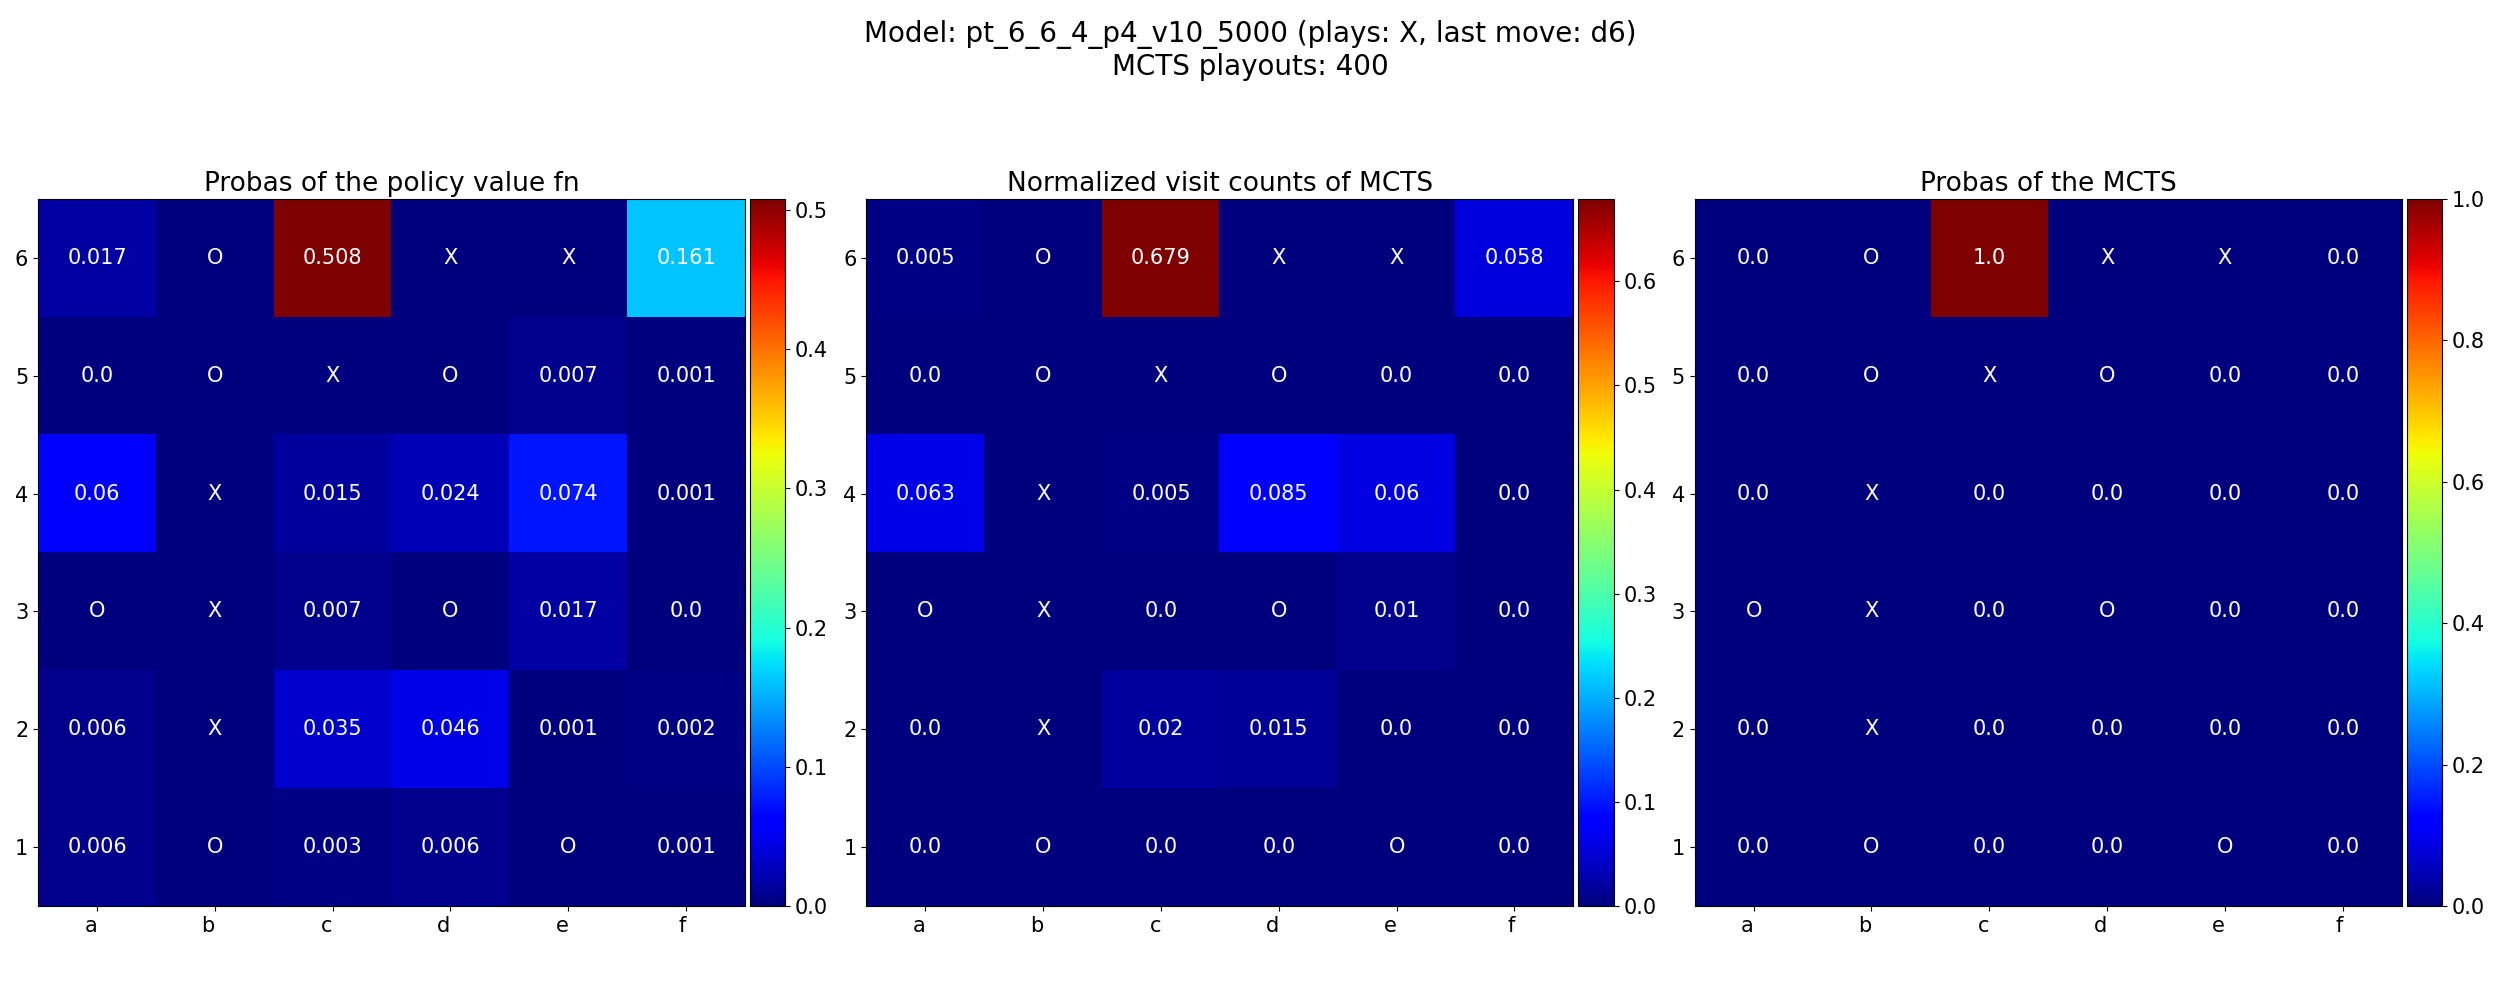 Model: pt_6_6_4_p4_v10_5000 (plays: X, last move: d6)
MCTS playouts: 400
Probas of the policy value fn
6 0.017 O 0.508 X X 0.161
5 0.0 O X O 0.007 0.001
4 0.06 X 0.015 0.024 0.074 0.001
3 O X 0.007 O 0.017 0.0
2 0.006 X 0.035 0.046 0.001 0.002
1 0.006 O 0.003 0.006 O 0.001
a b c d e f
0.5
0.4
0.3
0.2
0.1
0.0
Normalized visit counts of MCTS
6 0.005 O 0.679 X X 0.058
5 0.0 O X O 0.0 0.0
4 0.063 X 0.005 0.085 0.06 0.0
3 O X 0.0 O 0.01 0.0
2 0.0 X 0.02 0.015 0.0 0.0
1 0.0 O 0.0 0.0 O 0.0
a b c d e f
0.6
0.5
0.4
0.3
0.2
0.1
0.0
Probas of the MCTS
6 0.0 O 1.0 X X 0.0
5 0.0 O X O 0.0 0.0
4 0.0 X 0.0 0.0 0.0 0.0
3 O X 0.0 O 0.0 0.0
2 0.0 X 0.0 0.0 0.0 0.0
1 0.0 O 0.0 0.0 O 0.0
a b c d e f
1.0
0.8
0.6
0.4
0.2
0.0